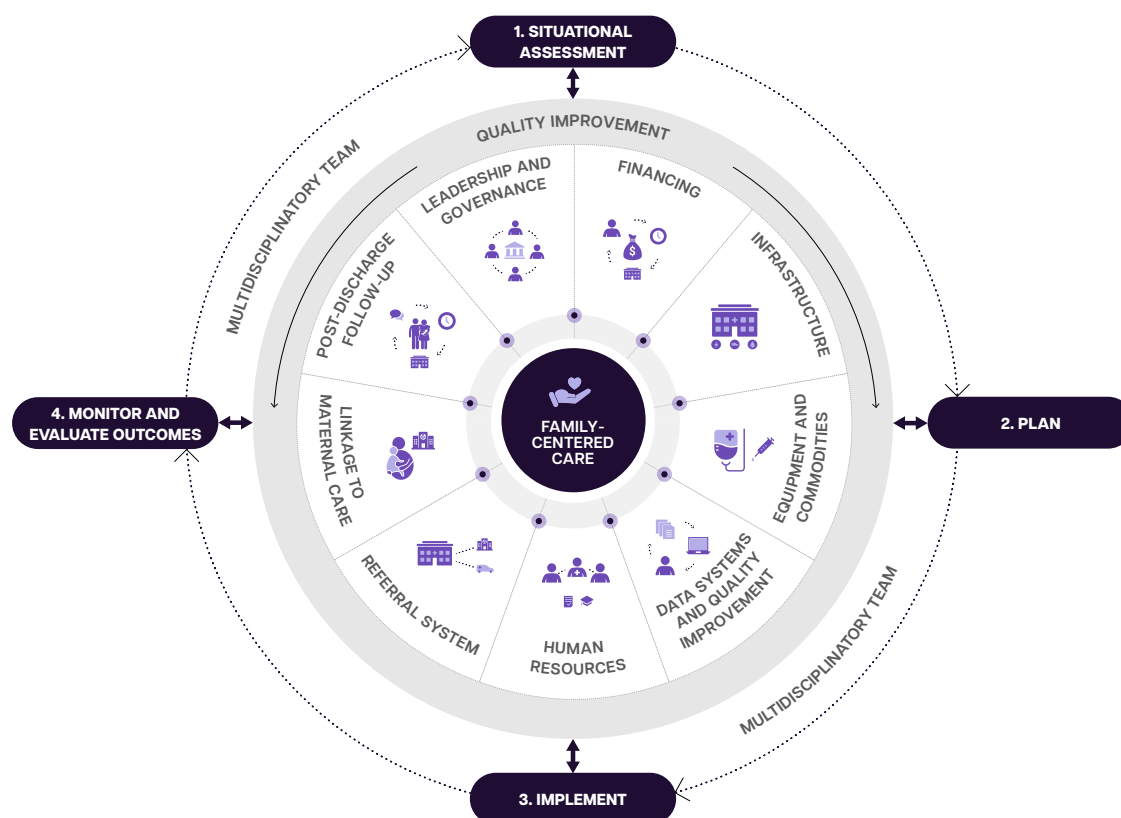 1. SITUATIONAL
ASSESSMENT
QUALITY IMPROVEMENT
MULTIDISCIPLINATORY TEAM
LEADERSHIP AND
GOVERNANCE
FINANCING
$
POST-DISCHARGE
FOLLOW-UP
INFRASTRUCTURE
4. MONITOR AND
EVALUATE OUTCOMES
LINKAGE TO
MATERNAL CARE
FAMILY-
CENTERED
CARE
EQUIPMENT AND
COMMODITIES
2. PLAN
REFERRAL SYSTEM
HUMAN
RESOURCES
DATA SYSTEMS
AND QUALITY
IMPROVEMENT
MULTIDISCIPLINATORY TEAM
3. IMPLEMENT